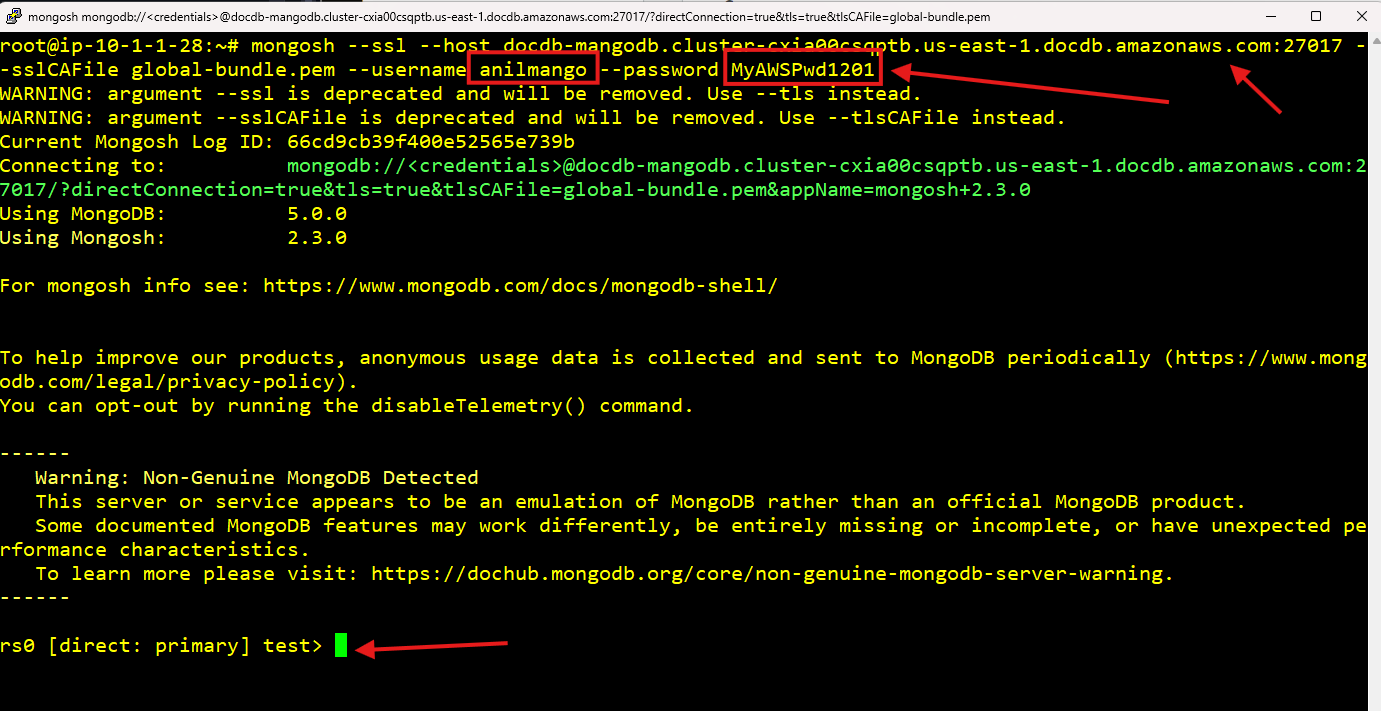 mongosh mongodb://<credentials>@docdb-mangodb.cluster-cxia00csqptb.us-east-1.docdb.amazonaws.com:27017/?directConnection=true&tls=true&tlsCAFile=global-bundle.pem
root@ip-10-1-1-28:~# mongosh --ssl --host docdb-mangodb.cluster-cxia00csqptb.us-east-1.docdb.amazonaws.com:27017 -
-sslCAFile global-bundle.pem --username anilmango --password MyAWSPwd1201
WARNING: argument --ssl is deprecated and will be removed. Use --tls instead.
WARNING: argument --sslCAFile is deprecated and will be removed. Use --tlsCAFile instead.
Current Mongosh Log ID: 66cd9cb39f400e52565e739b
Connecting to: mongodb://<credentials>@docdb-mangodb.cluster-cxia00csqptb.us-east-1.docdb.amazonaws.com:2
7017/?directConnection=true&tls=true&tlsCAFile=global-bundle.pem&appName=mongosh+2.3.0
Using MongoDB: 5.0.0
Using Mongosh: 2.3.0
For mongosh info see: https://www.mongodb.com/docs/mongodb-shell/
To help improve our products, anonymous usage data is collected and sent to MongoDB periodically (https://www.mong
odb.com/legal/privacy-policy).
You can opt-out by running the disableTelemetry() command.
------
Warning: Non-Genuine MongoDB Detected
This server or service appears to be an emulation of MongoDB rather than an official MongoDB product.
Some documented MongoDB features may work differently, be entirely missing or incomplete, or have unexpected pe
rformance characteristics.
To learn more please visit: https://dochub.mongodb.org/core/non-genuine-mongodb-server-warning.
------
rs0 [direct: primary] test>